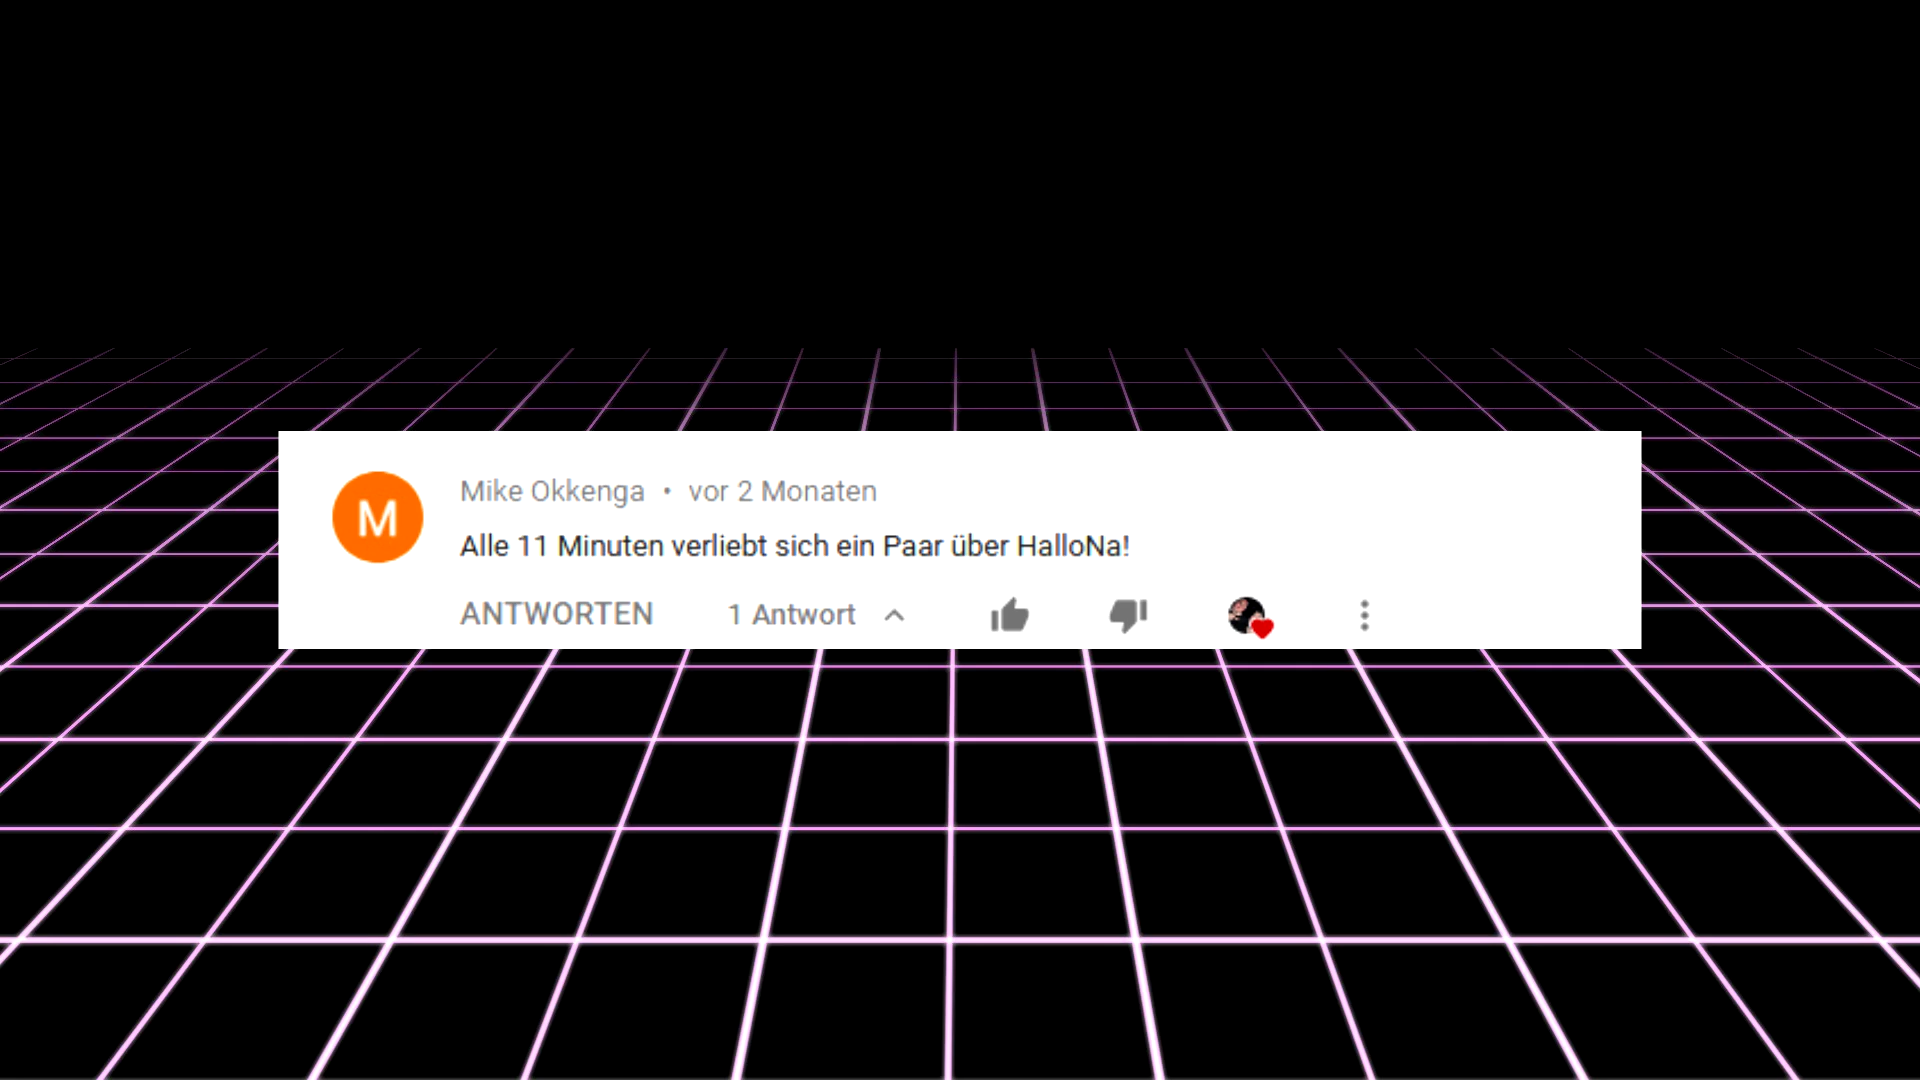 M
Mike Okkenga • vor 2 Monaten
Alle 11 Minuten verliebt sich ein Paar über HalloNa!
ANTWORTEN 1 Antwort